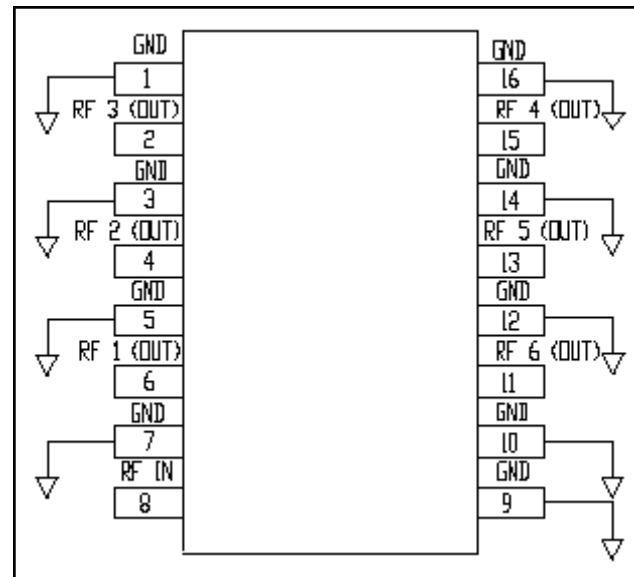 GND
1
RF 3 (OUT)
2
GND
3
RF 2 (OUT)
4
GND
5
RF 1 (OUT)
6
GND
7
RF IN
8
GND
16
RF 4 (OUT)
15
GND
14
RF 5 (OUT)
13
GND
12
RF 6 (OUT)
11
GND
10
GND
9